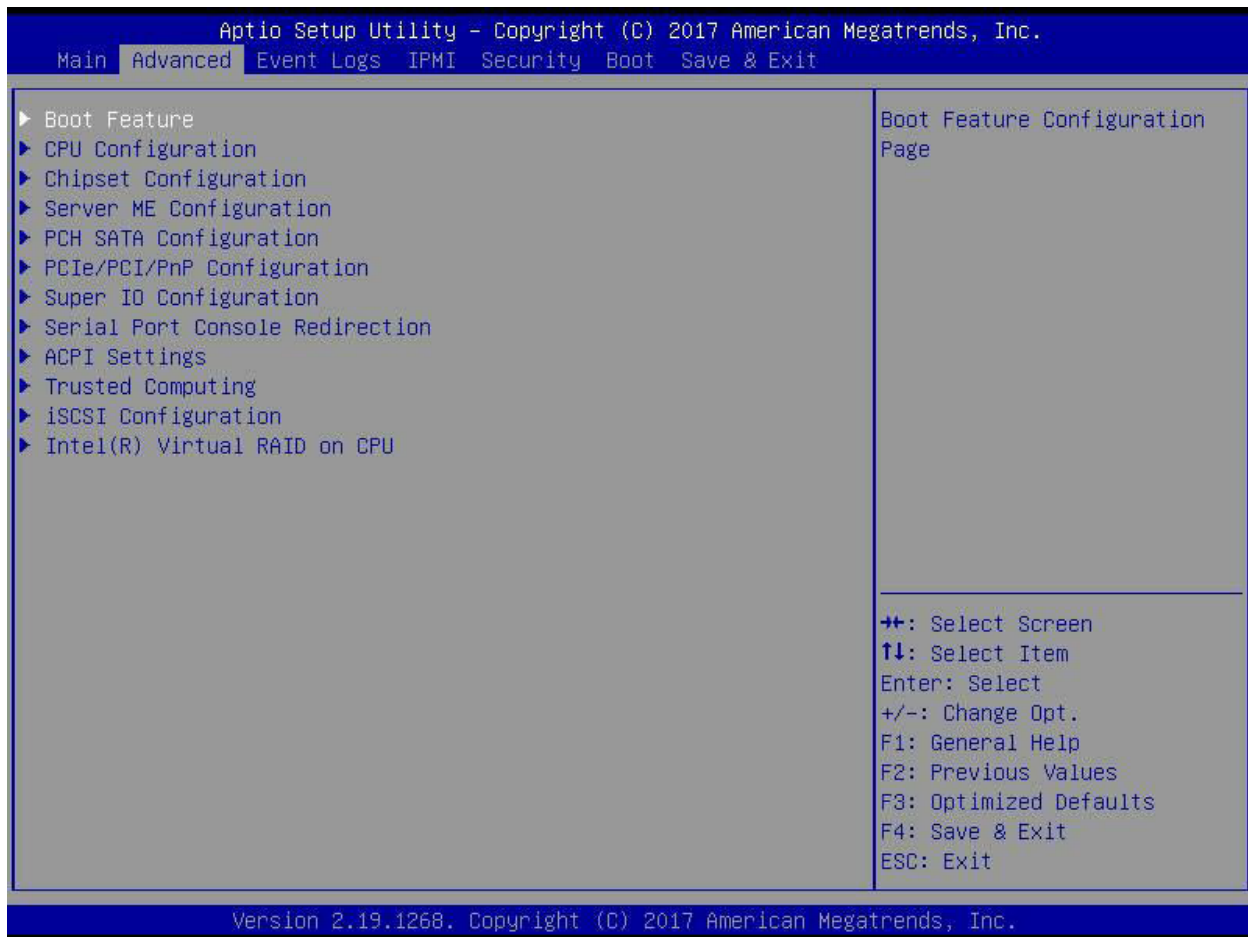 Aptio Setup Utility – Copyright (C) 2017 American Megatrends, Inc.
Main Advanced Event Logs IPMI Security Boot Save & Exit
▶ Boot Feature
▶ CPU Configuration
▶ Chipset Configuration
▶ Server ME Configuration
▶ PCH SATA Configuration
▶ PCIe/PCI/PnP Configuration
▶ Super IO Configuration
▶ Serial Port Console Redirection
▶ ACPI Settings
▶ Trusted Computing
▶ iSCSI Configuration
▶ Intel(R) Virtual RAID on CPU
Boot Feature Configuration
Page
→←: Select Screen
↑↓: Select Item
Enter: Select
+/-: Change Opt.
F1: General Help
F2: Previous Values
F3: Optimized Defaults
F4: Save & Exit
ESC: Exit
Version 2.19.1268. Copyright (C) 2017 American Megatrends, Inc.